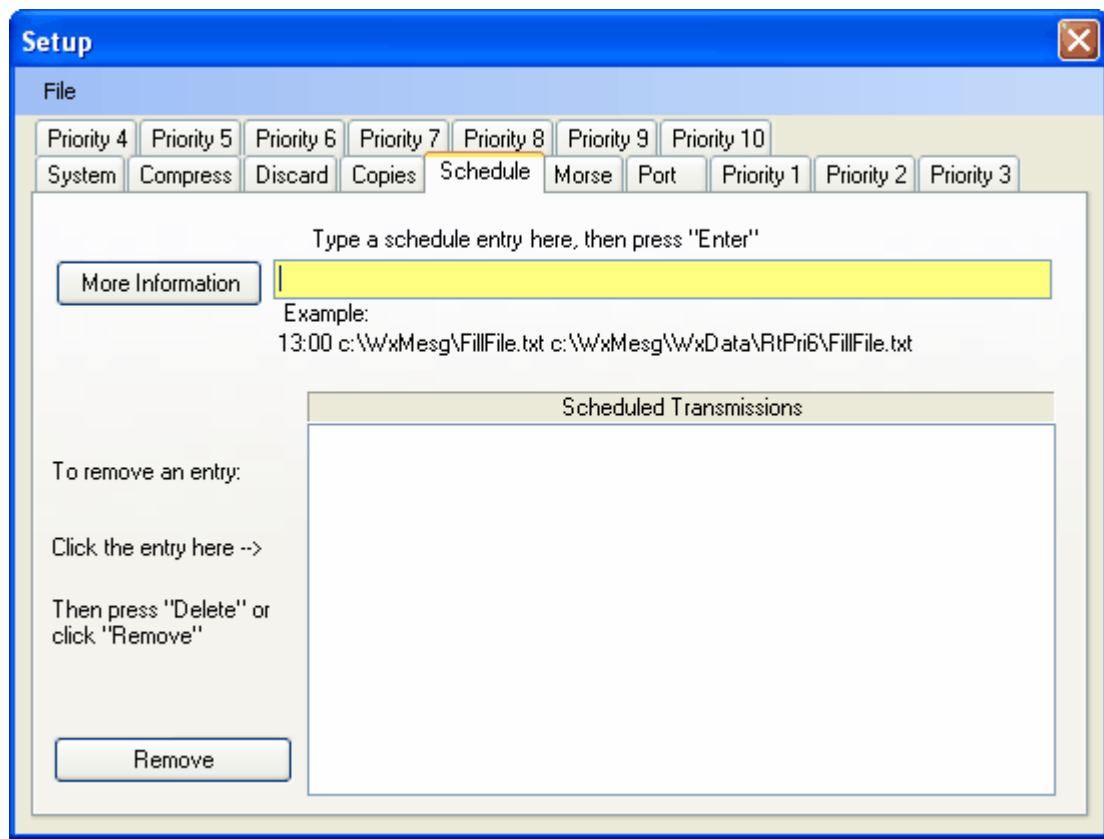 Setup
File
Priority 4 Priority 5 Priority 6 Priority 7 Priority 8 Priority 9 Priority 10
System Compress Discard Copies Schedule Morse Port Priority 1 Priority 2 Priority 3
Type a schedule entry here, then press "Enter"
More Information
Example:
13:00 c:\WxMesg\FillFile.txt c:\WxMesg\WxData\RtPri6\FillFile.txt
Scheduled Transmissions
To remove an entry:
Click the entry here -->
Then press "Delete" or
click "Remove"
Remove